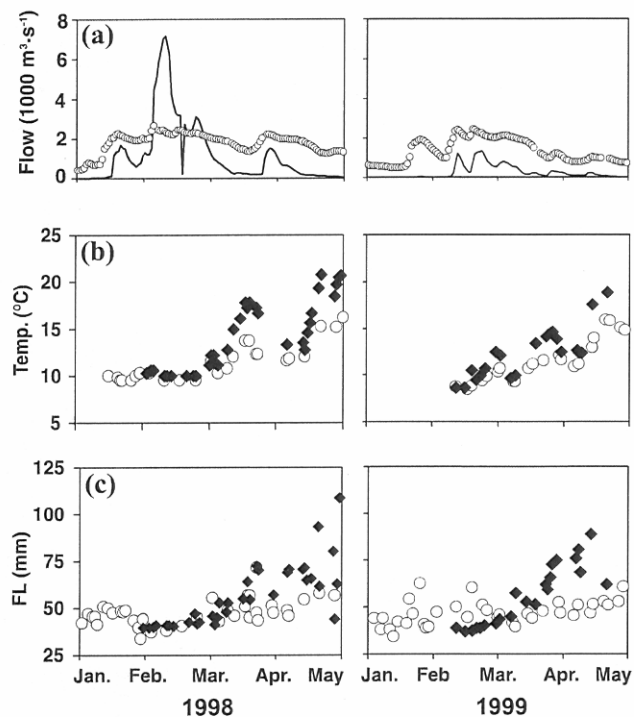 (a)
Flow (1000 m³·s⁻¹)
8
6
4
2
0
(b)
Temp. (°C)
25
20
15
10
5
(c)
FL (mm)
125
100
75
50
25
Jan. Feb. Mar. Apr. May
Jan. Feb. Mar. Apr. May
1998
1999